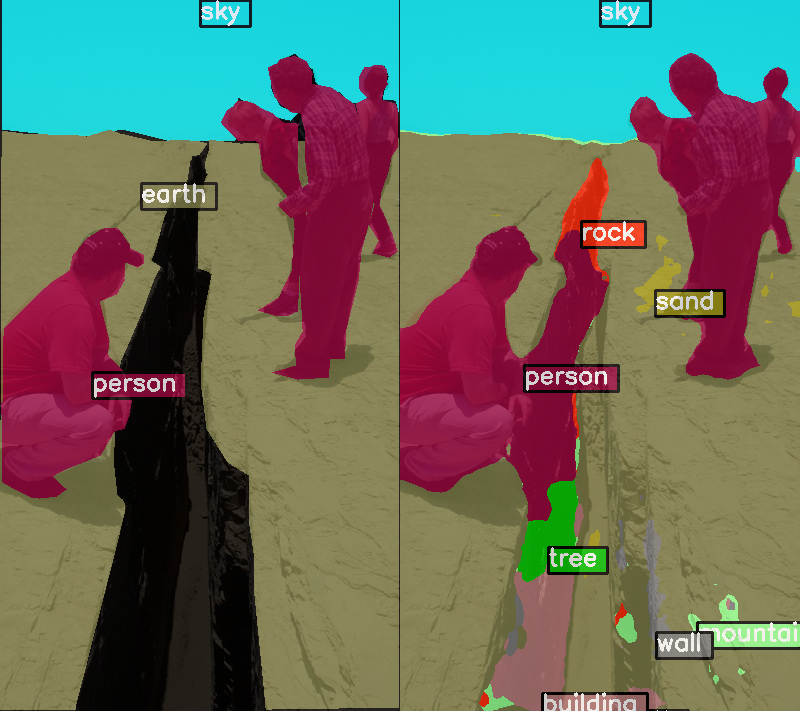 sky
sky
earth
rock
sand
person
person
tree
mountai
wall
building